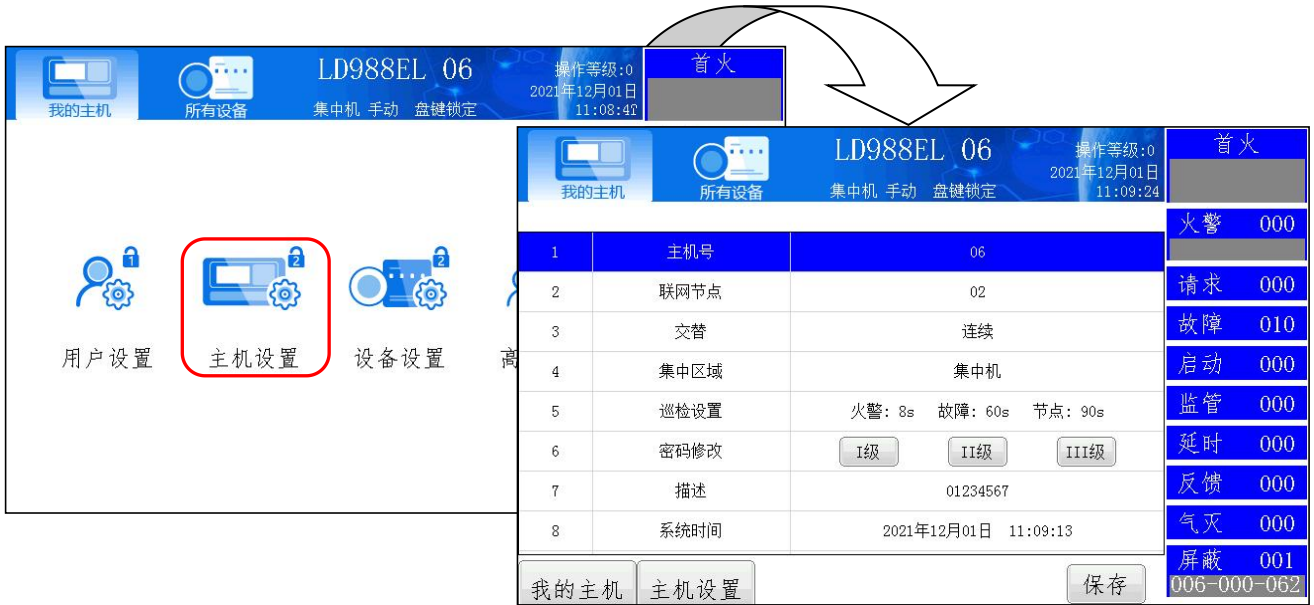 我的主机
所有设备
LD988EL 06
集中机 手动 盘键锁定
操作等级:0
2021年12月01日
首火
1
2
2
用户设置
主机设置
设备设置
高
我的主机
所有设备
LD988EL 06
集中机 手动 盘键锁定
操作等级:0
2021年12月01日
11:09:24
1 主机号 06
2 联网节点 02
3 交替 连续
4 集中区域 集中机
5 巡检设置 火警: 8s 故障: 60s 节点: 90s
6 密码修改 I级 II级 III级
7 描述 01234567
8 系统时间 2021年12月01日 11:09:13
我的主机
主机设置
保存
首火
火警 000
请求 000
故障 010
启动 000
监管 000
延时 000
反馈 000
气灭 000
屏蔽 001
006-000-062